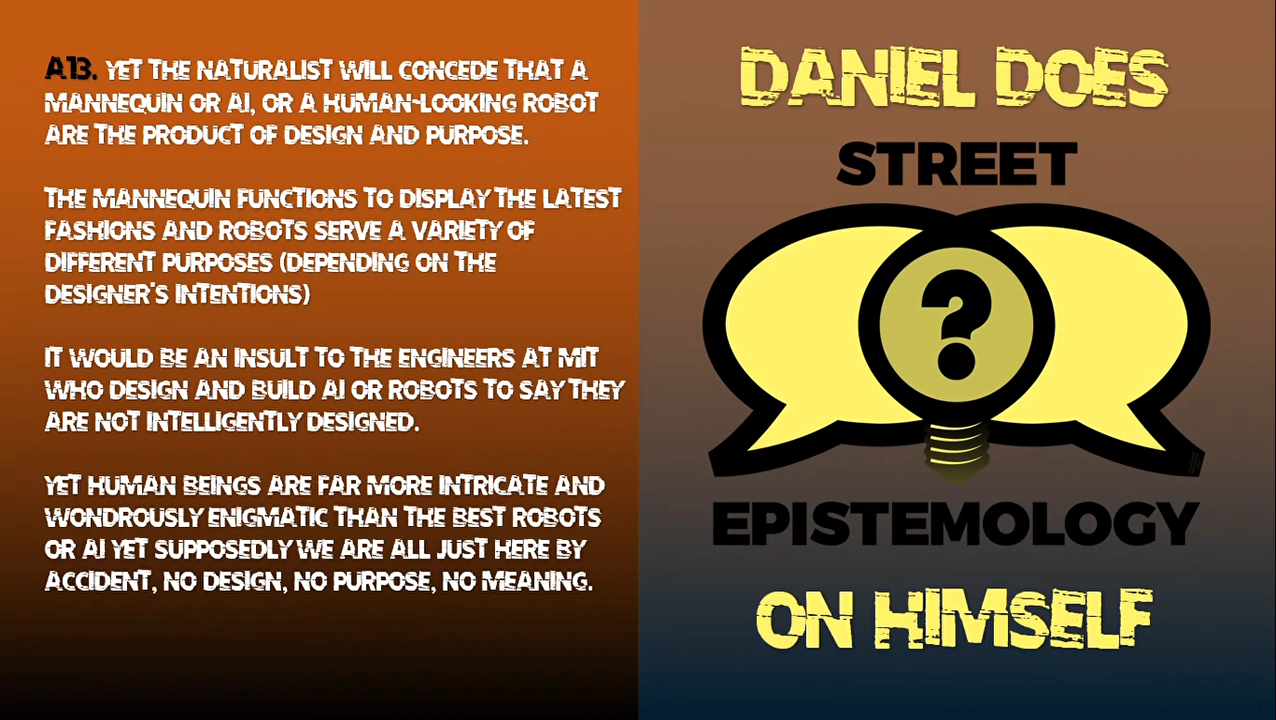 A13. YET THE NATURALIST WILL CONCEDE THAT A
MANNEQUIN OR AI, OR A HUMAN-LOOKING ROBOT
ARE THE PRODUCT OF DESIGN AND PURPOSE.
THE MANNEQUIN FUNCTIONS TO DISPLAY THE LATEST
FASHIONS AND ROBOTS SERVE A VARIETY OF
DIFFERENT PURPOSES (DEPENDING ON THE
DESIGNER'S INTENTIONS)
IT WOULD BE AN INSULT TO THE ENGINEERS AT MIT
WHO DESIGN AND BUILD AI OR ROBOTS TO SAY THEY
ARE NOT INTELLIGENTLY DESIGNED.
YET HUMAN BEINGS ARE FAR MORE INTRICATE AND
WONDROUSLY ENIGMATIC THAN THE BEST ROBOTS
OR AI YET SUPPOSEDLY WE ARE ALL JUST HERE BY
ACCIDENT, NO DESIGN, NO PURPOSE, NO MEANING.
DANIEL DOES
STREET
?
EPISTEMOLOGY
ON HIMSELF